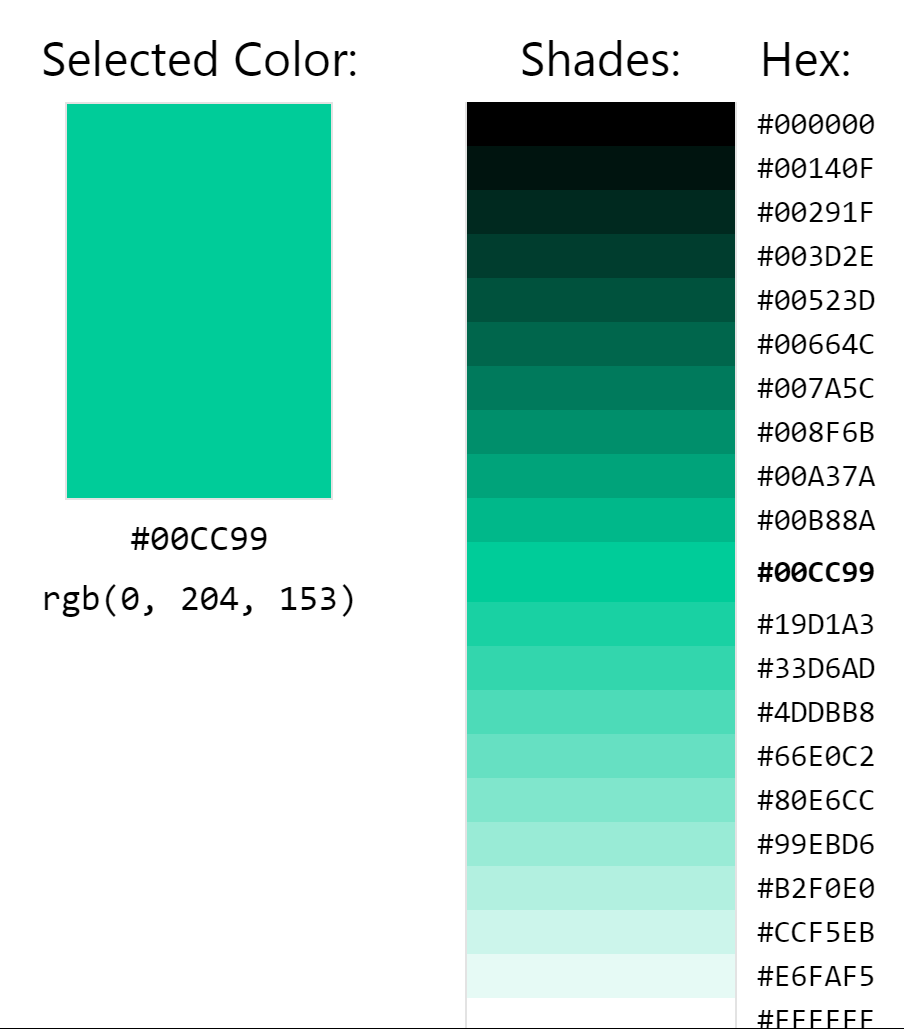 Selected Color:
#00CC99
rgb(0, 204, 153)
Shades:
Hex:
#000000
#00140F
#00291F
#003D2E
#00523D
#00664C
#007A5C
#008F6B
#00A37A
#00B88A
#00CC99
#19D1A3
#33D6AD
#4DDBB8
#66E0C2
#80E6CC
#99EBD6
#B2F0E0
#CCF5EB
#E6FAF5